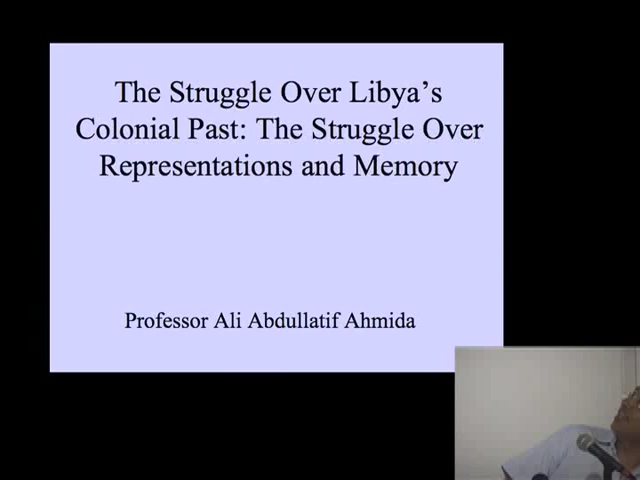 The Struggle Over Libya’s
Colonial Past: The Struggle Over
Representations and Memory
Professor Ali Abdullatif Ahmida